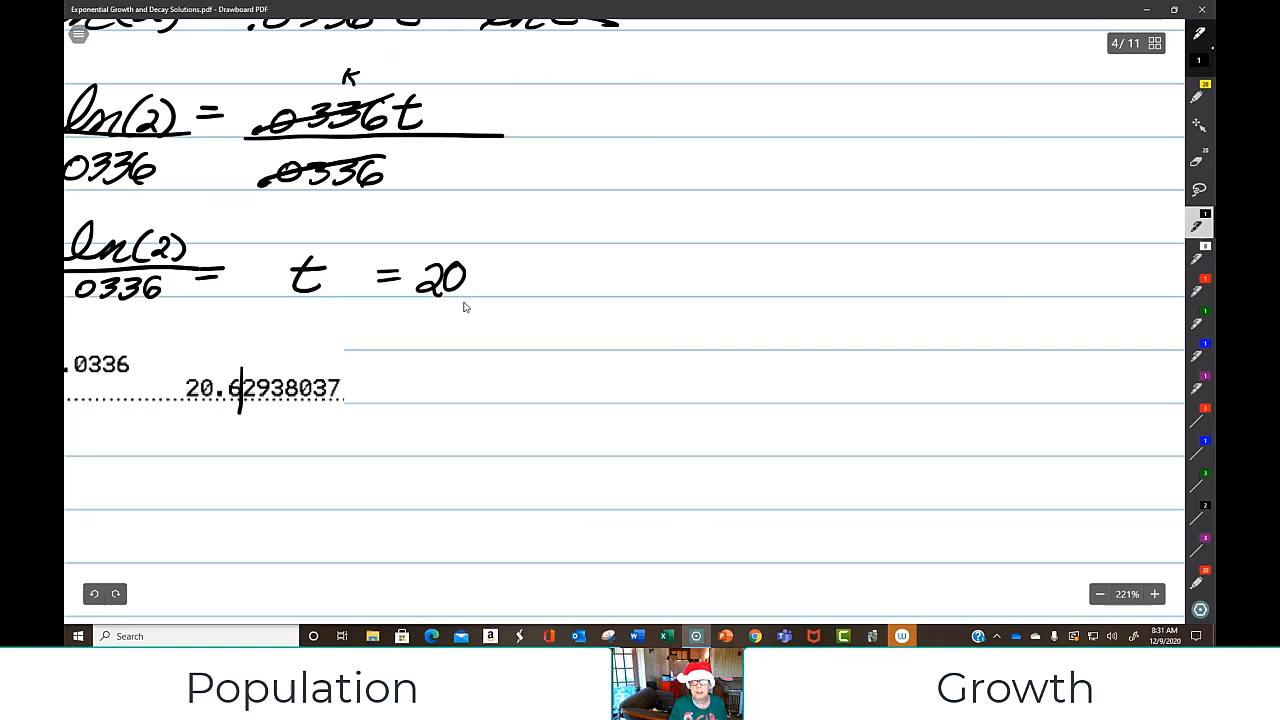 Exponential Growth and Decay Solutions.pdf - Drawboard PDF
4/11
1
K
ln(2) = .0336t
0336 .0336
ln(2)
0336 = t = 20
.0336
20.62938037
221%
Search
8:31 AM
12/9/2020
Population Growth